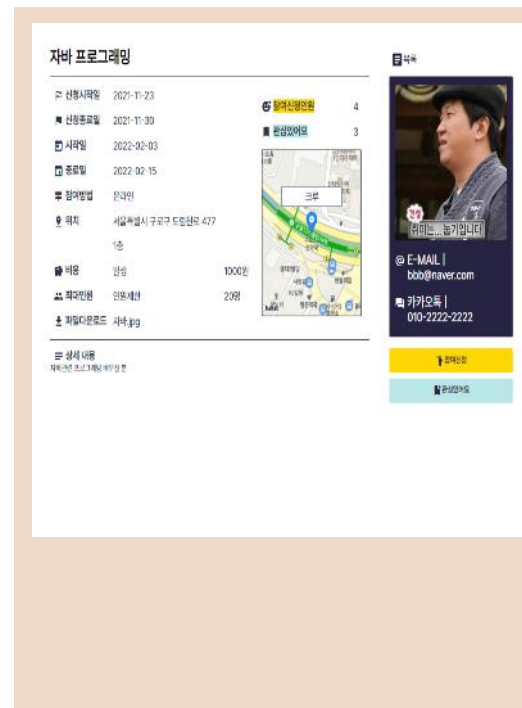 자바 프로그래밍
목록
신청시작일 2021-11-23
신청종료일 2021-11-30
시작일 2022-02-03
종료일 2022-02-15
참여방법 온라인
위치 서울특별시 구로구 도림천로 477
1층
비용 1000원
최대인원 인원제한 20명
파일다운로드 자바.jpg
참여신청인원 4
관심있어요 3
크루
상세 내용
취미는... 눕기입니다
@ E-MAIL |
bbb@naver.com
카카오톡 |
010-2222-2222
참여신청
관심있어요